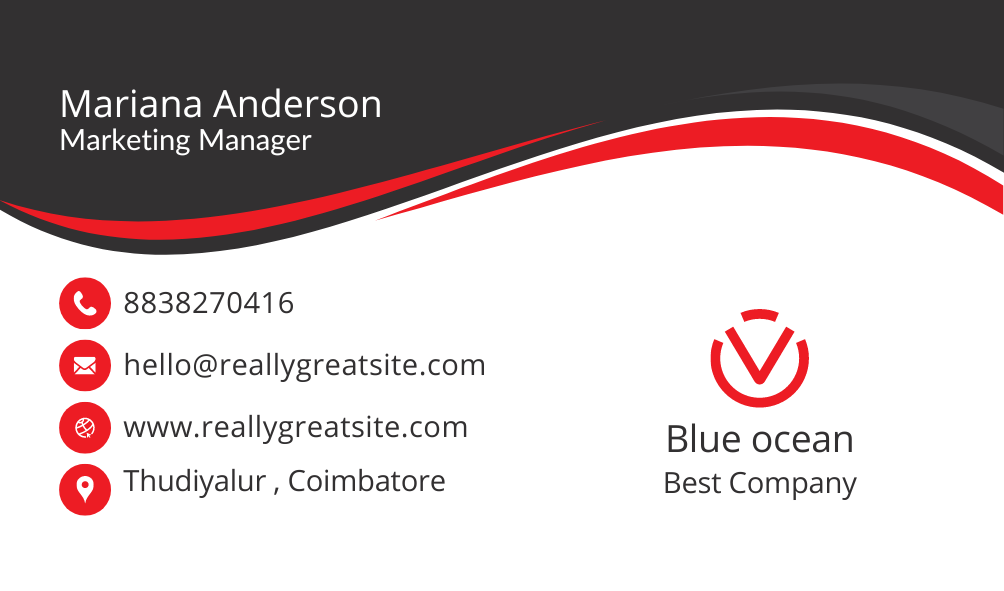 Mariana Anderson
Marketing Manager
8838270416
hello@reallygreatsite.com
www.reallygreatsite.com
Thudiyalur , Coimbatore
Blue ocean
Best Company